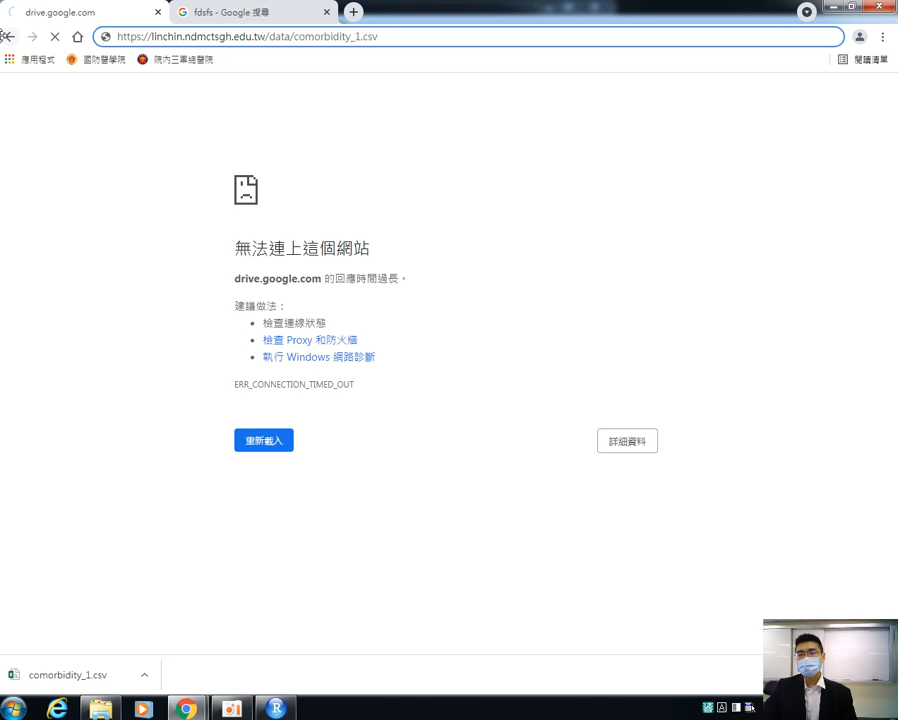 drive.google.com
fdsfs - Google 搜尋
https://linchin.ndmctsgh.edu.tw/data/comorbidity_1.csv
應用程式
國防醫學院
院內三軍總醫院
閱讀清單
無法連上這個網站
drive.google.com 的回應時間過長。
建議做法：
檢查連線狀態
檢查 Proxy 和防火牆
執行 Windows 網路診斷
ERR_CONNECTION_TIMED_OUT
重新載入
詳細資料
comorbidity_1.csv